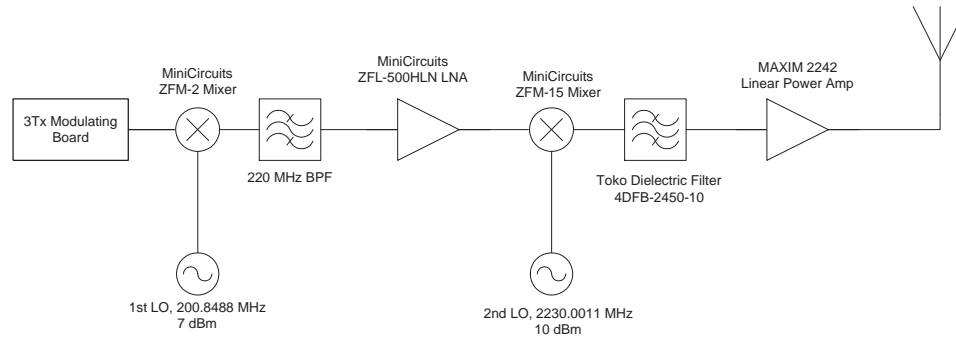 3Tx Modulating
Board
MiniCircuits
ZFM-2 Mixer
220 MHz BPF
MiniCircuits
ZFL-500HLN LNA
MiniCircuits
ZFM-15 Mixer
Toko Dielectric Filter
4DFB-2450-10
MAXIM 2242
Linear Power Amp
1st LO, 200.8488 MHz
7 dBm
2nd LO, 2230.0011 MHz
10 dBm